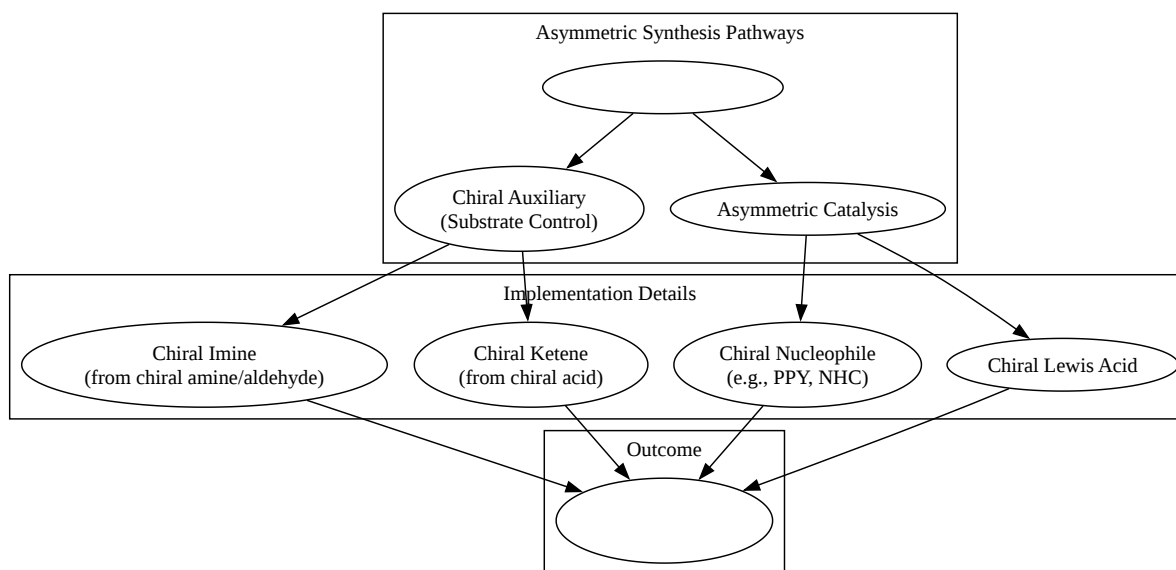 Asymmetric Synthesis Pathways
Chiral Auxiliary
(Substrate Control)
Asymmetric Catalysis
Implementation Details
Chiral Imine
(from chiral amine/aldehyde)
Chiral Ketene
(from chiral acid)
Chiral Nucleophile
(e.g., PPY, NHC)
Chiral Lewis Acid
Outcome